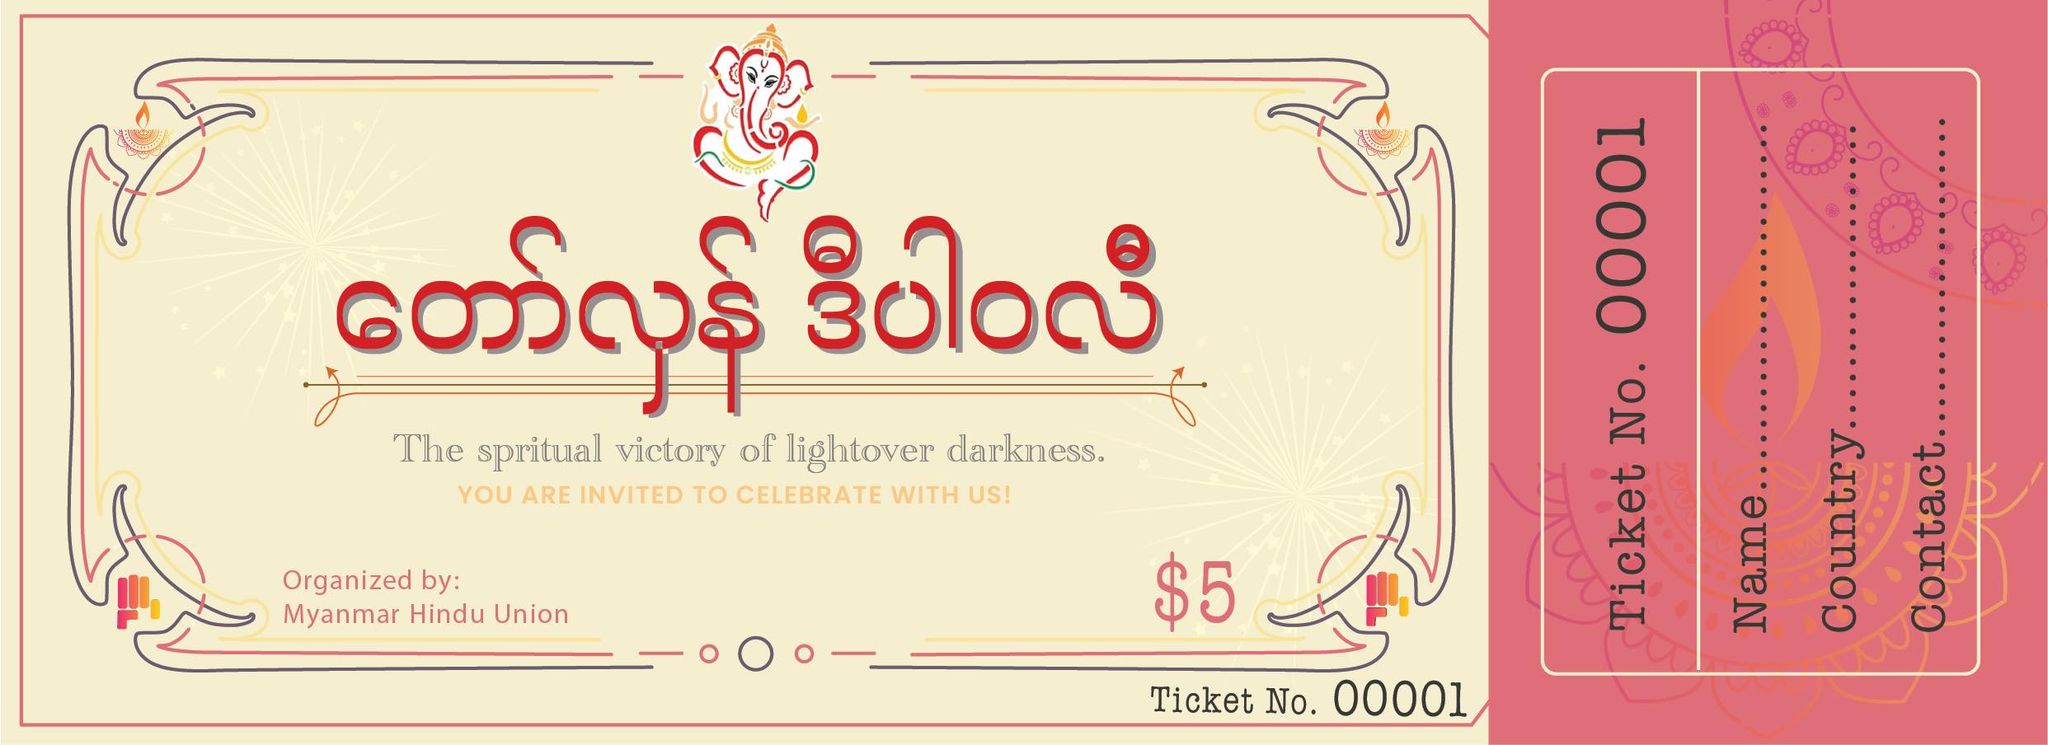 တော်လှန် ဒီပါဝလီ
The spritual victory of lightover darkness.
YOU ARE INVITED TO CELEBRATE WITH US!
Organized by:
Myanmar Hindu Union
$5
Ticket No. 00001
Ticket No. 00001
Name........................................
Country................................
Contact................................